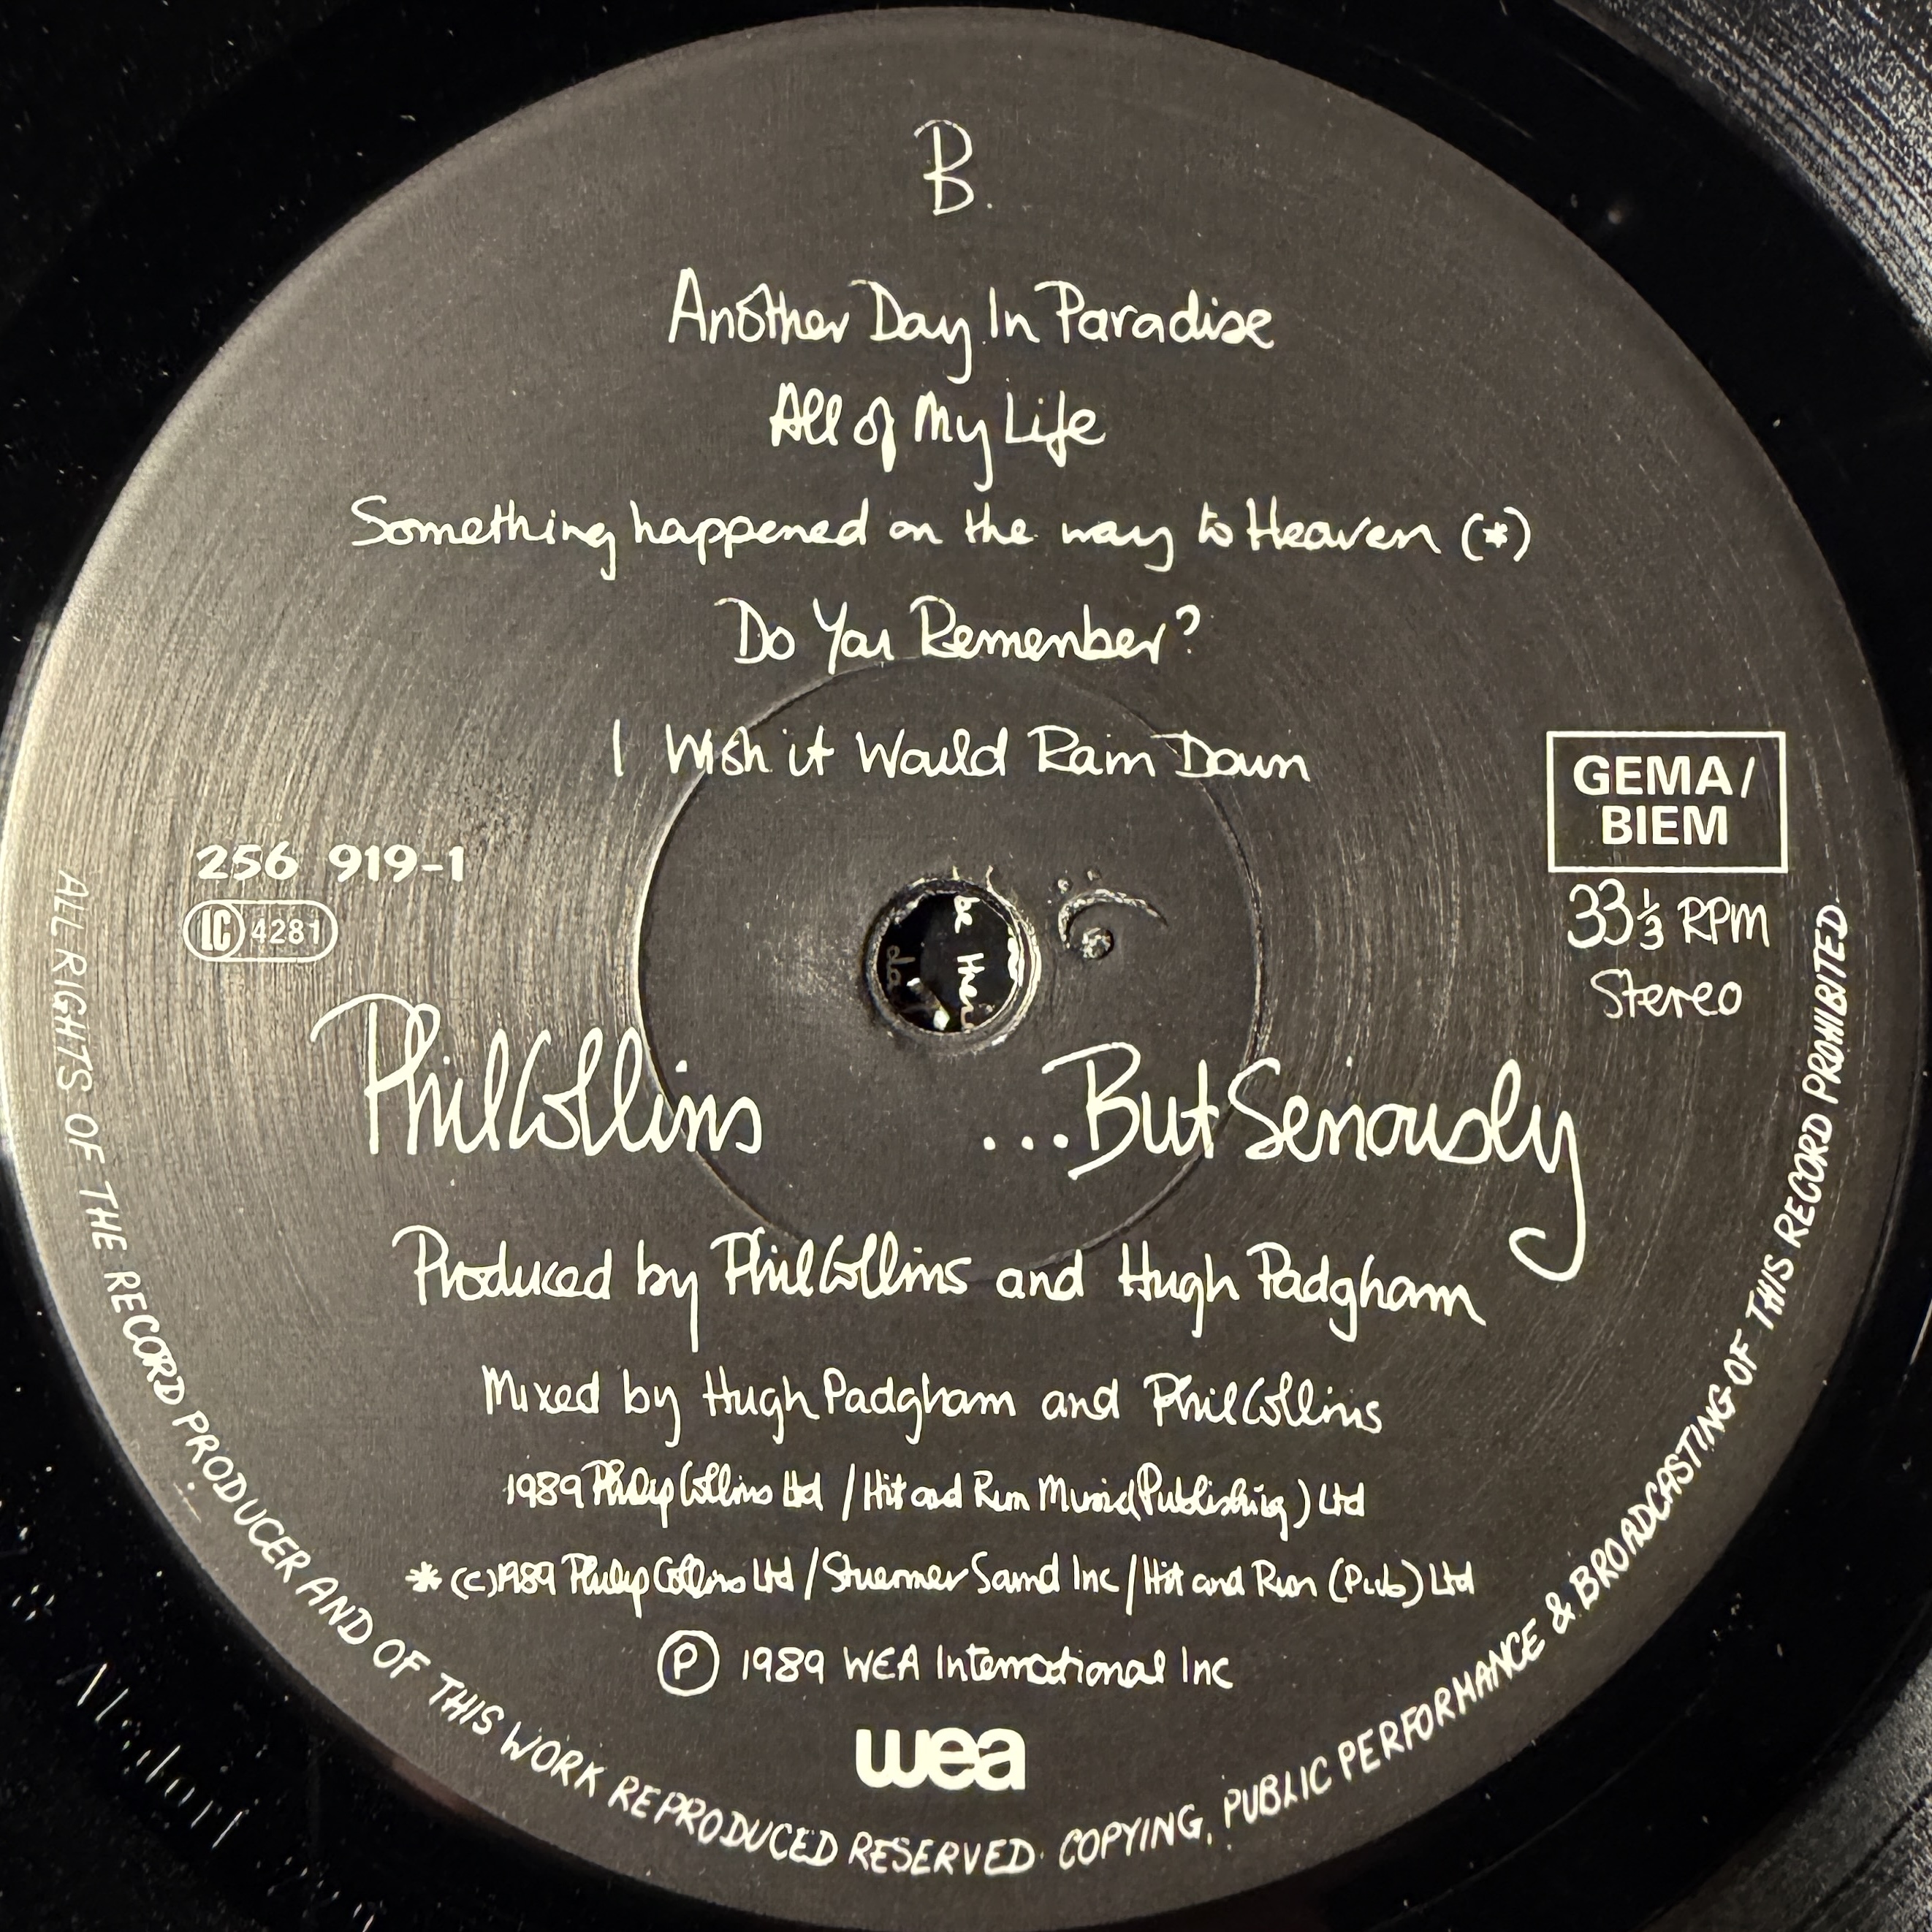 B.
Another Day In Paradise
All of My Life
Something happened on the way to Heaven (*)
Do You Remember?
I Wish it Would Rain Down
GEMA/
BIEM
256 919-1
LC 4281
33⅓ RPM
Stereo
Phil Collins ...But Seriously
Produced by Phil Collins and Hugh Padgham
Mixed by Hugh Padgham and Phil Collins
1989 Philip Collins Ltd / Hit and Run Music (Publishing) Ltd
* (c) 1989 Philip Collins Ltd / Stuermer Sound Inc / Hit and Run (Pub) Ltd
Ⓟ 1989 WEA International Inc
wea
ALL RIGHTS OF THE RECORD PRODUCER AND OF THIS WORK REPRODUCED RESERVED. COPYING, PUBLIC PERFORMANCE & BROADCASTING OF THIS RECORD PROHIBITED.
be